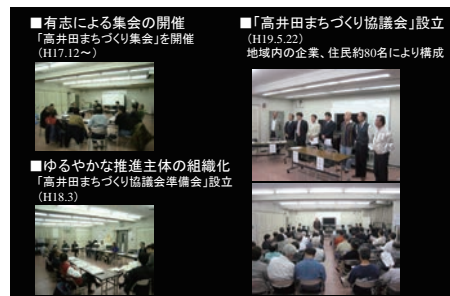 ■有志による集会の開催
「高井田まちづくり集会」を開催
（H17.12～）
■ゆるやかな推進主体の組織化
「高井田まちづくり協議会準備会」設立
（H18.3）
■「高井田まちづくり協議会」設立
（H19.5.22）
地域内の企業、住民約80名により構成